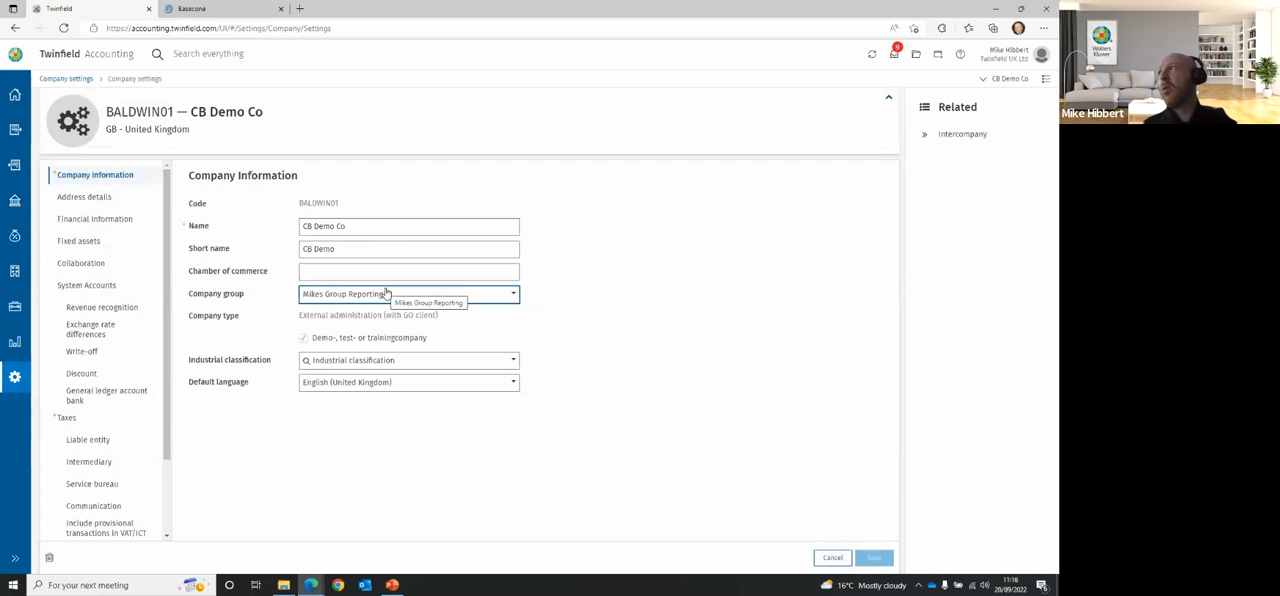 Twinfield
Basecone
https://accounting.twinfield.com/UI/#/Settings/Company/Settings
Twinfield Accounting
Search everything
9
Mike Hibbert
Twinfield UK Ltd
Company settings
Company settings
CB Demo Co
BALDWIN01 — CB Demo Co
GB - United Kingdom
Related
Intercompany
Company Information
Address details
Financial information
Fixed assets
Collaboration
System Accounts
Revenue recognition
Exchange rate
differences
Write-off
Discount
General ledger account
bank
* Taxes
Liable entity
Intermediary
Service bureau
Communication
Include provisional
transactions in VAT/ICT
Company Information
Code
BALDWIN01
* Name
CB Demo Co
Short name
CB Demo
Chamber of commerce
Company group
Mikes Group Reporting
Mikes Group Reporting
Company type
External administration (with GO client)
Demo-, test- or trainingcompany
Industrial classification
Industrial classification
Default language
English (United Kingdom)
Cancel
Save
Wolters
Kluwer
Mike Hibbert
For your next meeting
16°C Mostly cloudy
11:16
20/09/2022